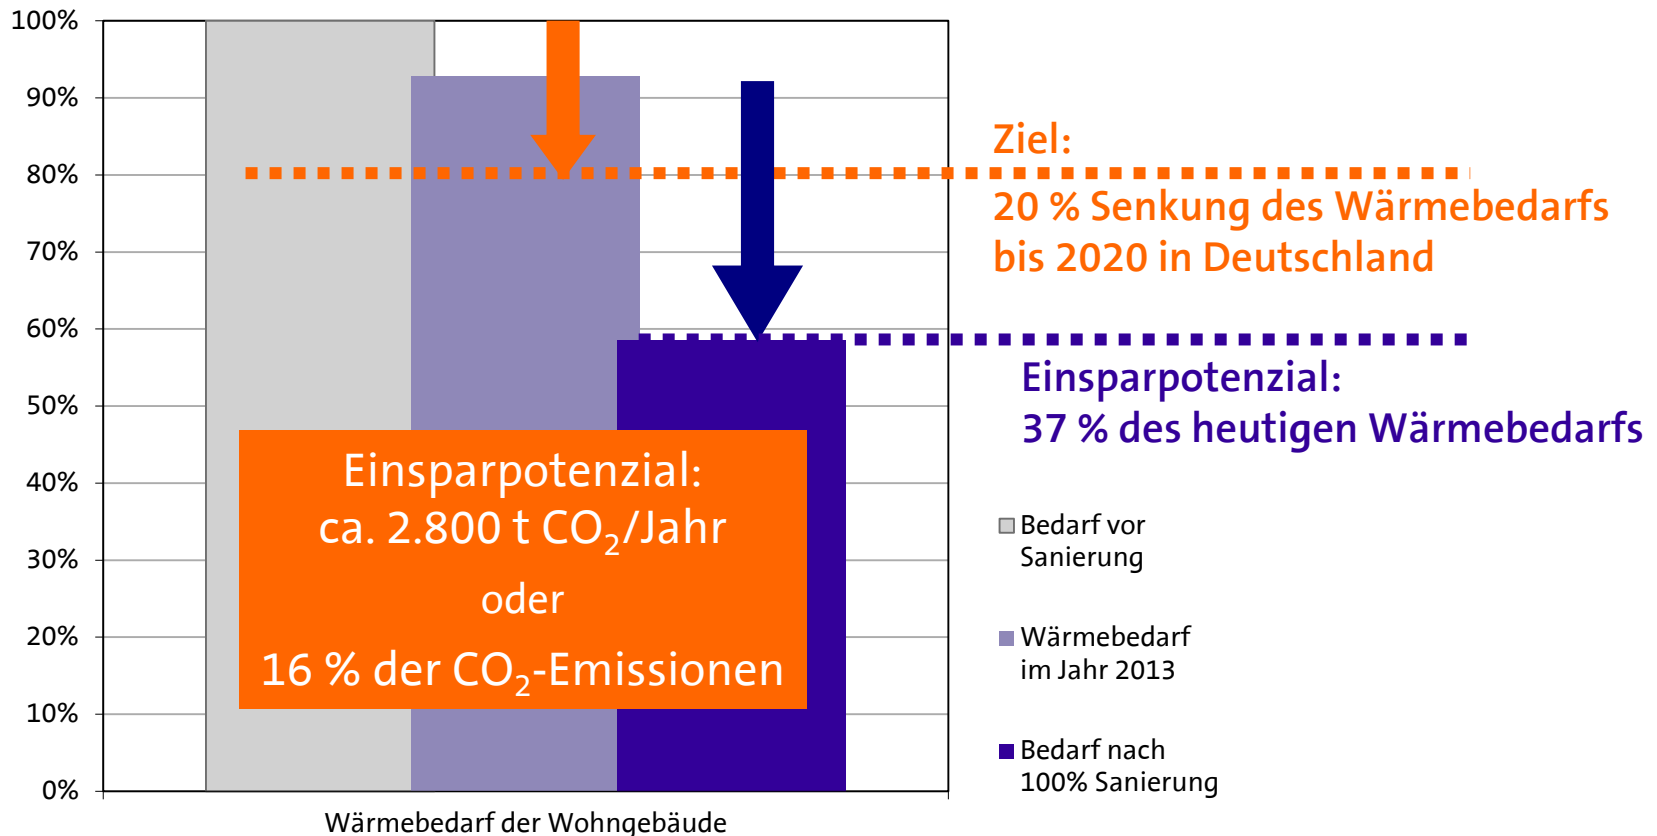 100%
90%
80%
70%
60%
50%
40%
30%
20%
10%
0%
Wärmebedarf der Wohngebäude
Einsparpotenzial:
ca. 2.800 t CO₂/Jahr
oder
16 % der CO₂-Emissionen
Ziel:
20 % Senkung des Wärmebedarfs
bis 2020 in Deutschland
Einsparpotenzial:
37 % des heutigen Wärmebedarfs
Bedarf vor
Sanierung
Wärmebedarf
im Jahr 2013
Bedarf nach
100% Sanierung